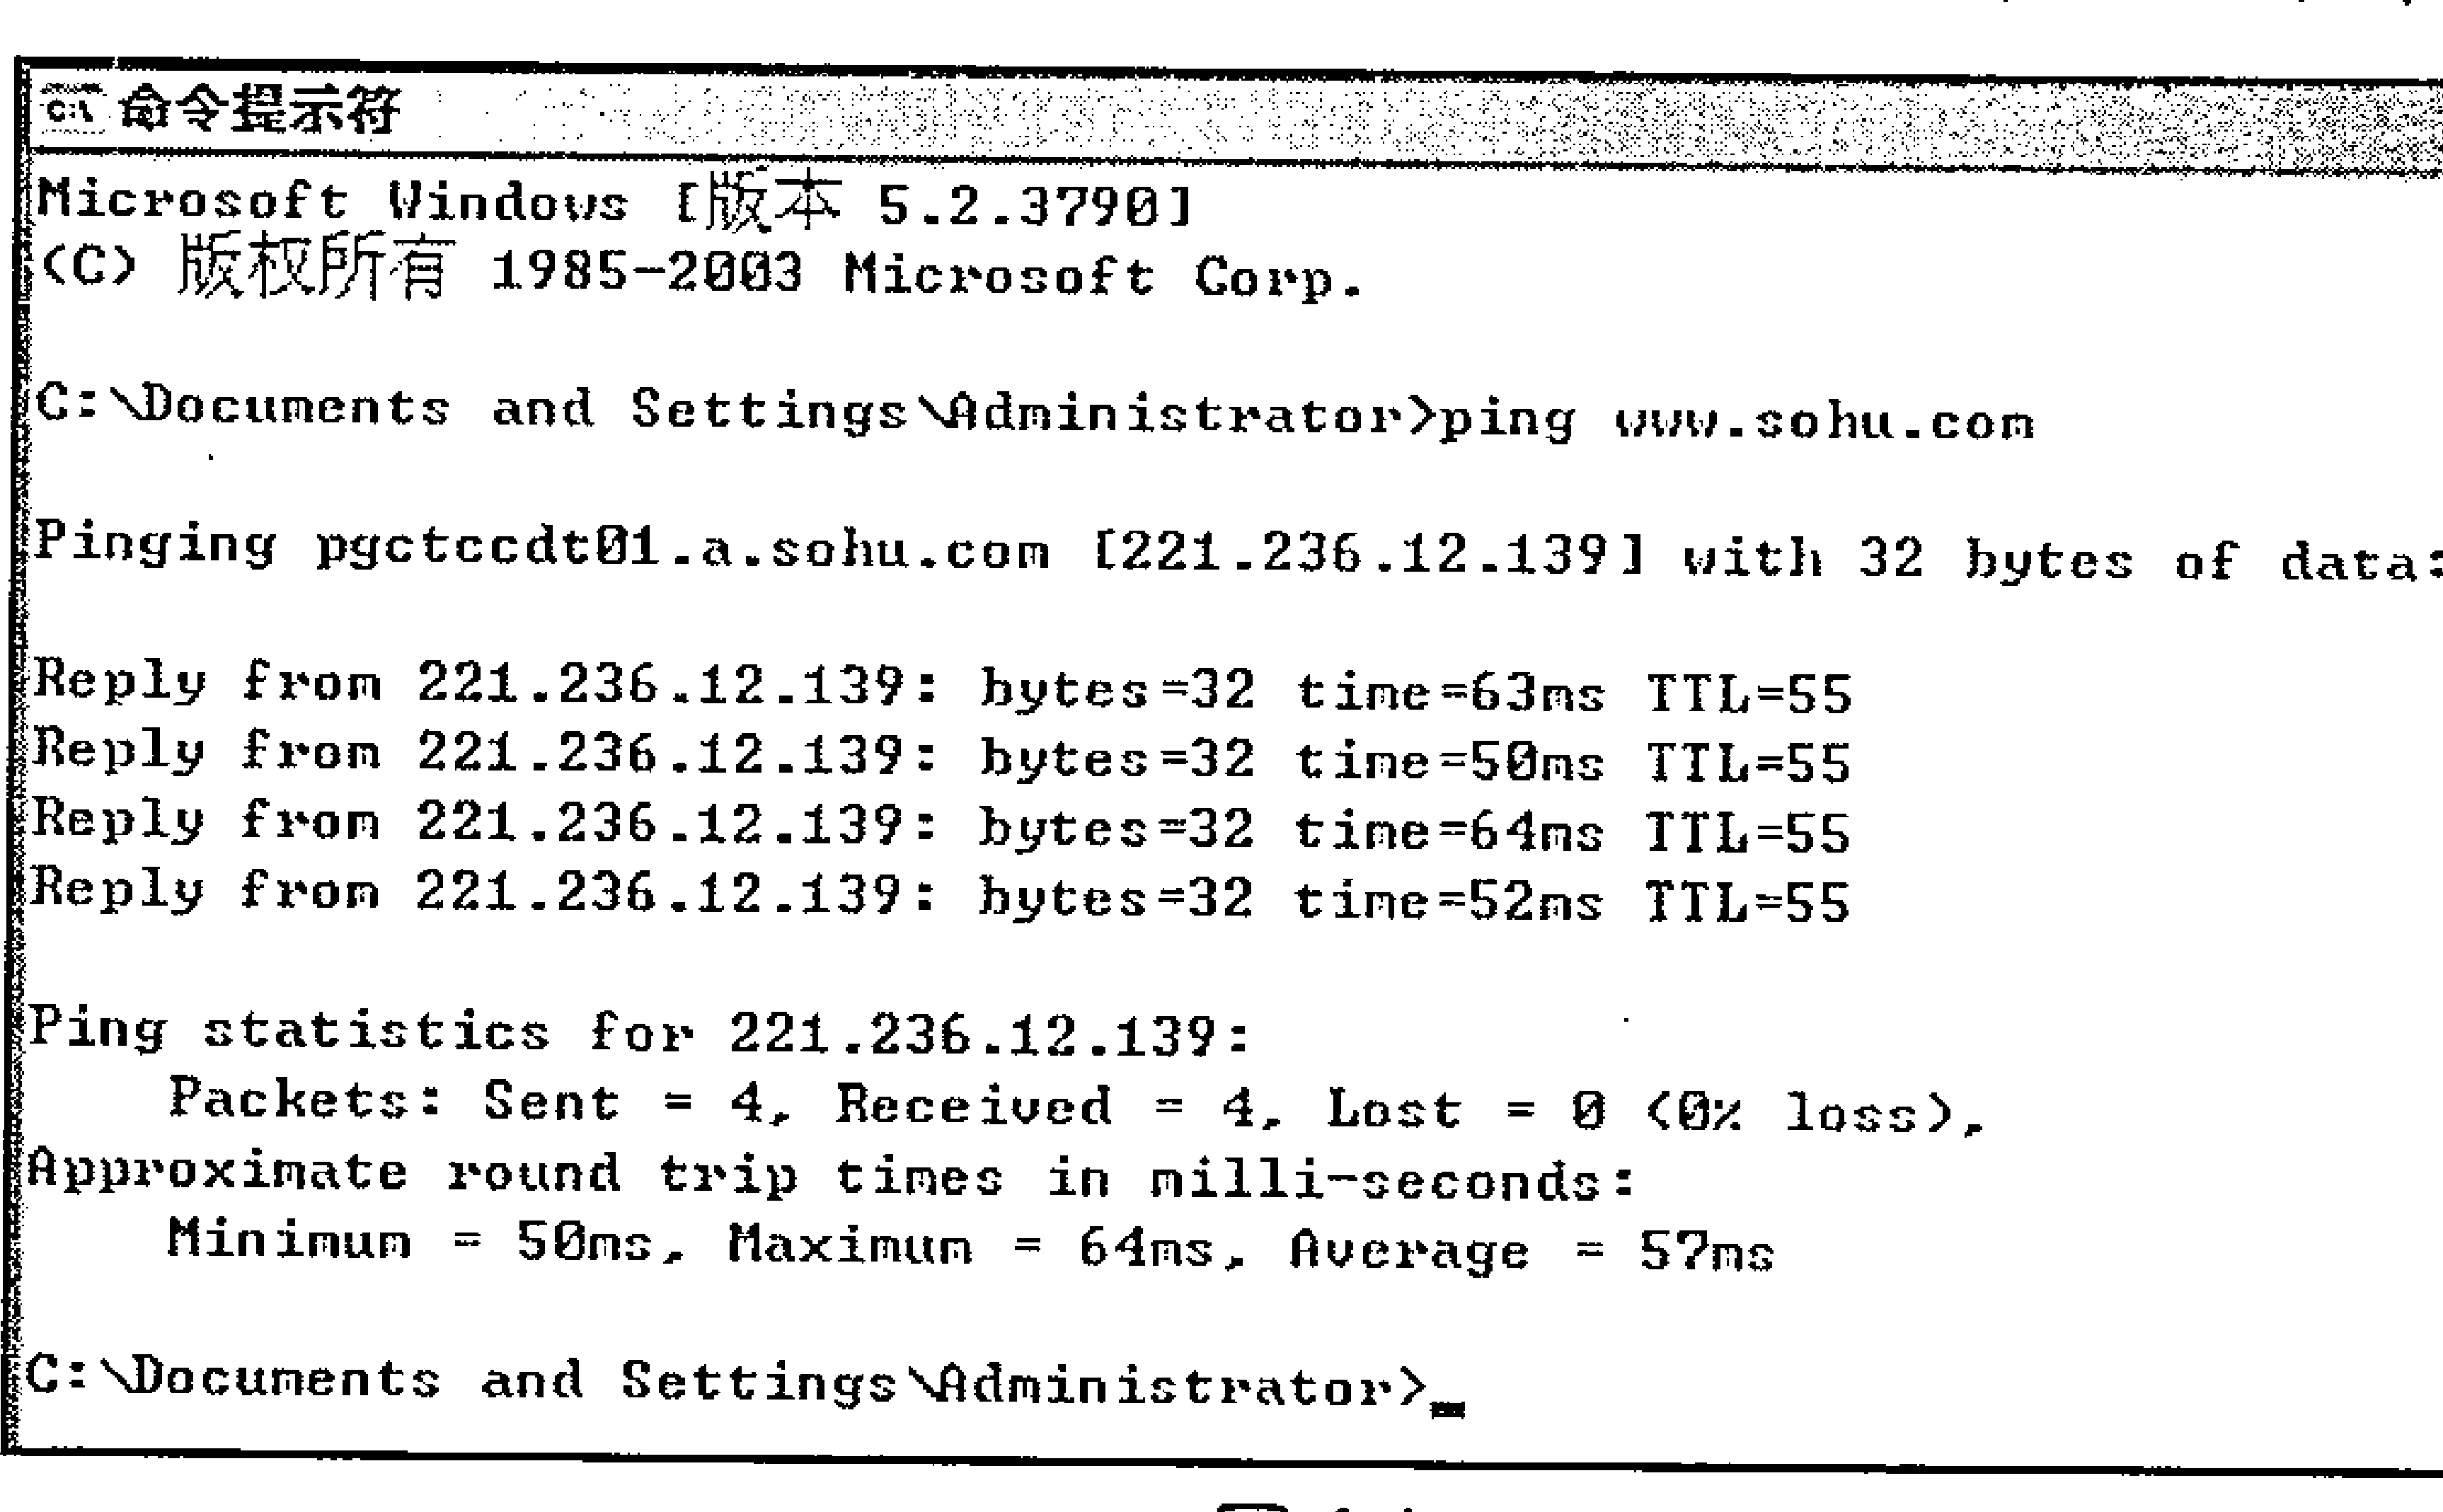 C:\ 命令提示符
Microsoft Windows [版本 5.2.3790]
(C) 版权所有 1985-2003 Microsoft Corp.
C:\Documents and Settings\Administrator>ping www.sohu.com
Pinging pgctccdt01.a.sohu.com [221.236.12.139] with 32 bytes of data:
Reply from 221.236.12.139: bytes=32 time=63ms TTL=55
Reply from 221.236.12.139: bytes=32 time=50ms TTL=55
Reply from 221.236.12.139: bytes=32 time=64ms TTL=55
Reply from 221.236.12.139: bytes=32 time=52ms TTL=55
Ping statistics for 221.236.12.139:
Packets: Sent = 4, Received = 4, Lost = 0 (0% loss),
Approximate round trip times in milli-seconds:
Minimum = 50ms, Maximum = 64ms, Average = 57ms
C:\Documents and Settings\Administrator>_